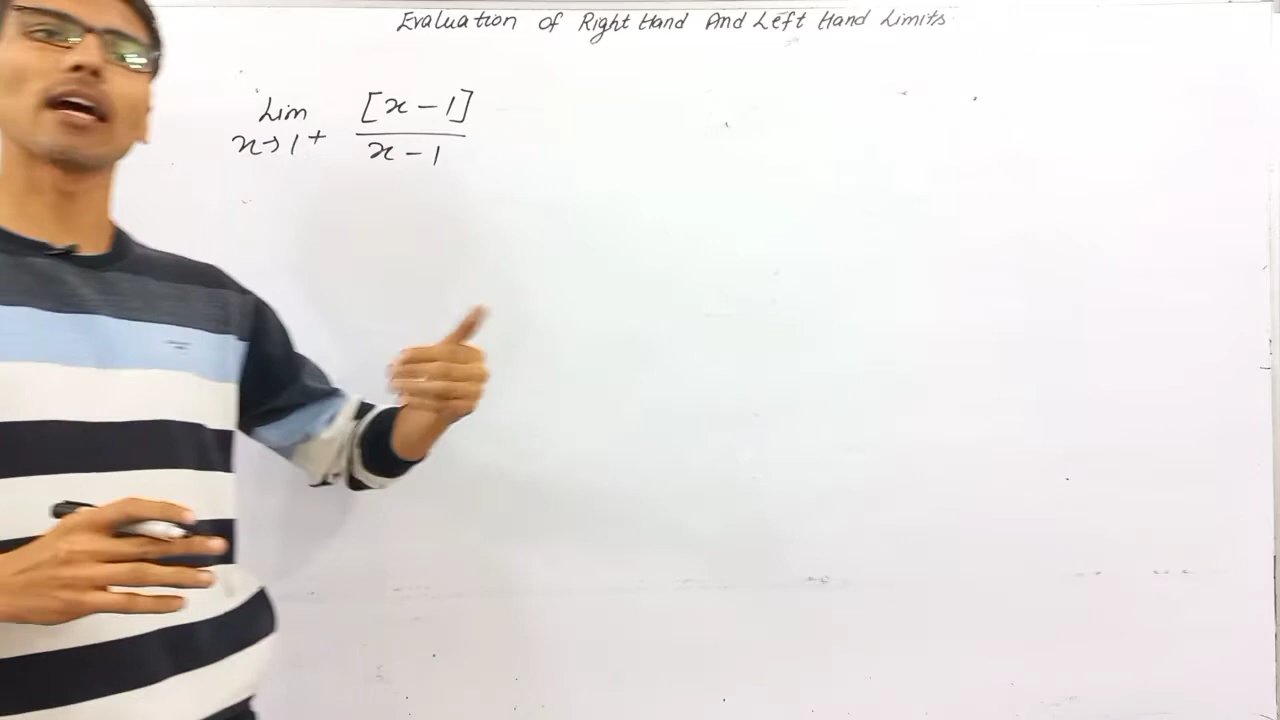 Evaluation of Right Hand And Left Hand Limits
Lim [x-1]
x→1+ x-1